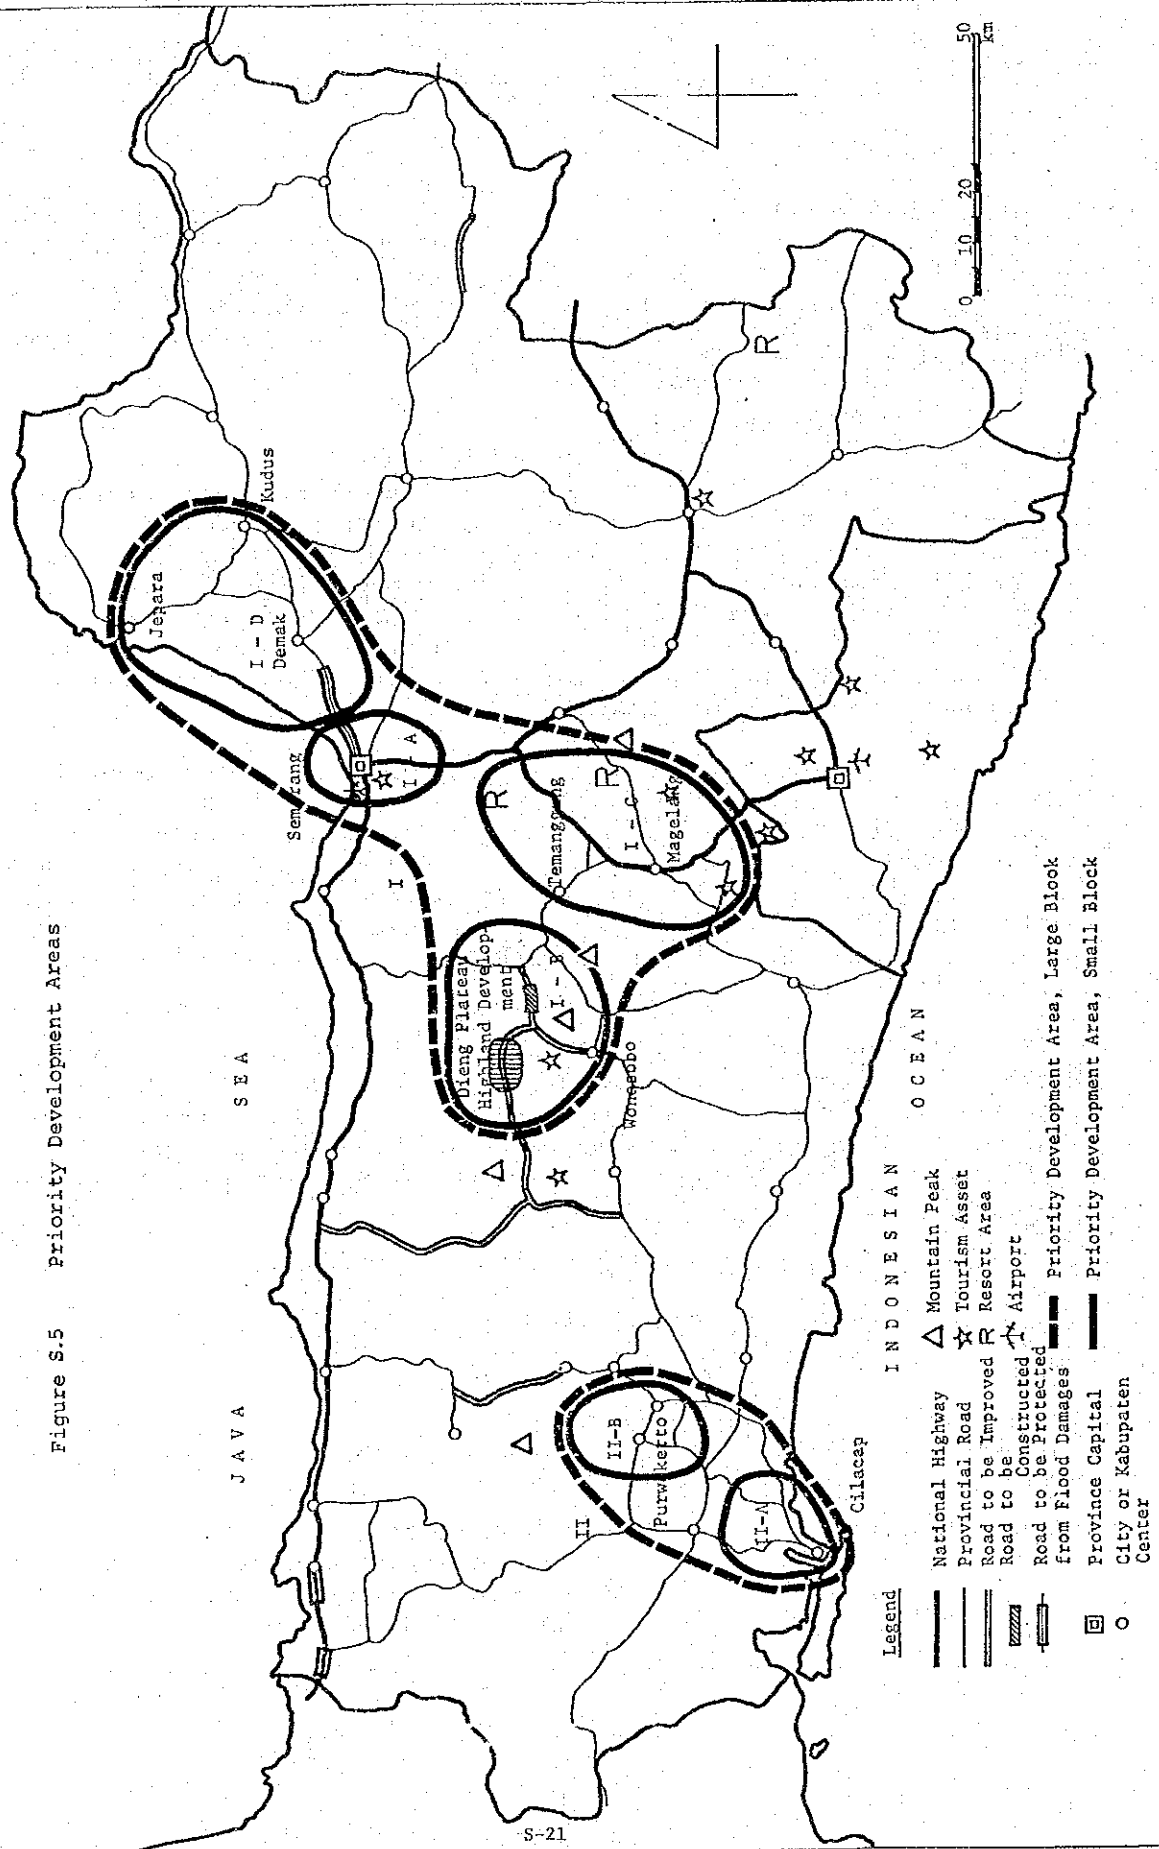 Figure S.5 Priority Development Areas
JAVA SEA
Jepara
Kudus
I - D
Demak
Semarang
I - A
I
Dieng Plateau
Highland Develop-
ment
I - B
Wonosobo
Temanggung
I - C
Magelang
R
R
R
II
II-B
Purwokerto
II-A
Cilacap
INDONESIAN OCEAN
0 10 20 50
km
Legend
National Highway
Provincial Road
Road to be Improved
Road to be
Constructed
Road to be Protected
from Flood Damages
Province Capital
City or Kabupaten
Center
Mountain Peak
Tourism Asset
R Resort Area
Airport
Priority Development Area, Large Blook
Priority Development Area, Small Block
S-21